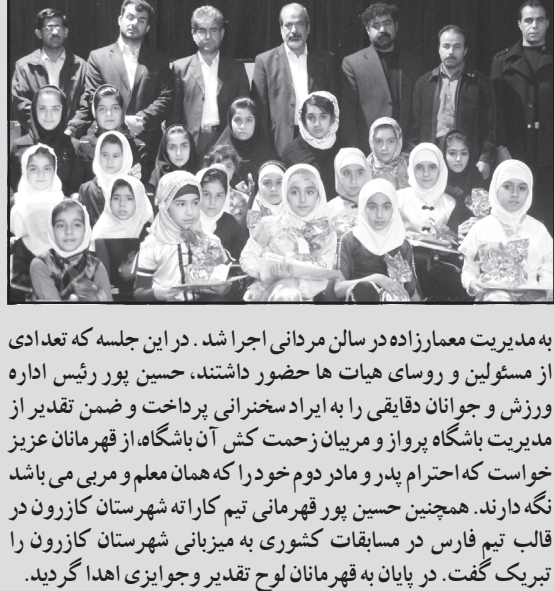 به مدیریت معمارزاده در سالن مردانی اجرا شد . در این جلسه که تعدادی
از مسئولین و روسای هیات ها حضور داشتند، حسین پور رئیس اداره
ورزش و جوانان دقایقی را به ایراد سخنرانی پرداخت و ضمن تقدیر از
مدیریت باشگاه پرواز و مربیان زحمت کش آن باشگاه، از قهرمانان عزیز
خواست که احترام پدر و مادر دوم خود را که همان معلم و مربی می باشد
نگه دارند. همچنین حسین پور قهرمانی تیم کاراته شهرستان کازرون در
قالب تیم فارس در مسابقات کشوری به میزبانی شهرستان کازرون را
تبریک گفت. در پایان به قهرمانان لوح تقدیر و جوایزی اهدا گردید.